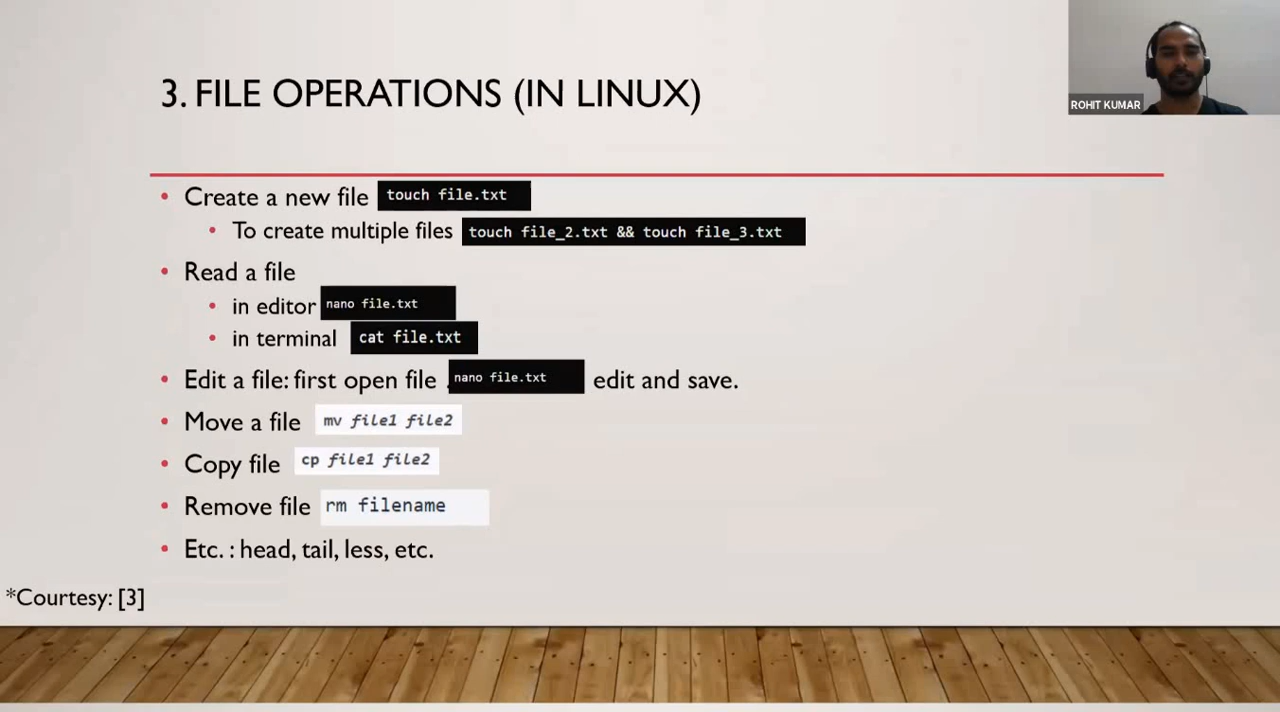 3. FILE OPERATIONS (IN LINUX)
ROHIT KUMAR
• Create a new file touch file.txt
• To create multiple files touch file_2.txt && touch file_3.txt
• Read a file
• in editor nano file.txt
• in terminal cat file.txt
• Edit a file: first open file nano file.txt edit and save.
• Move a file mv file1 file2
• Copy file cp file1 file2
• Remove file rm filename
• Etc. : head, tail, less, etc.
*Courtesy: [3]